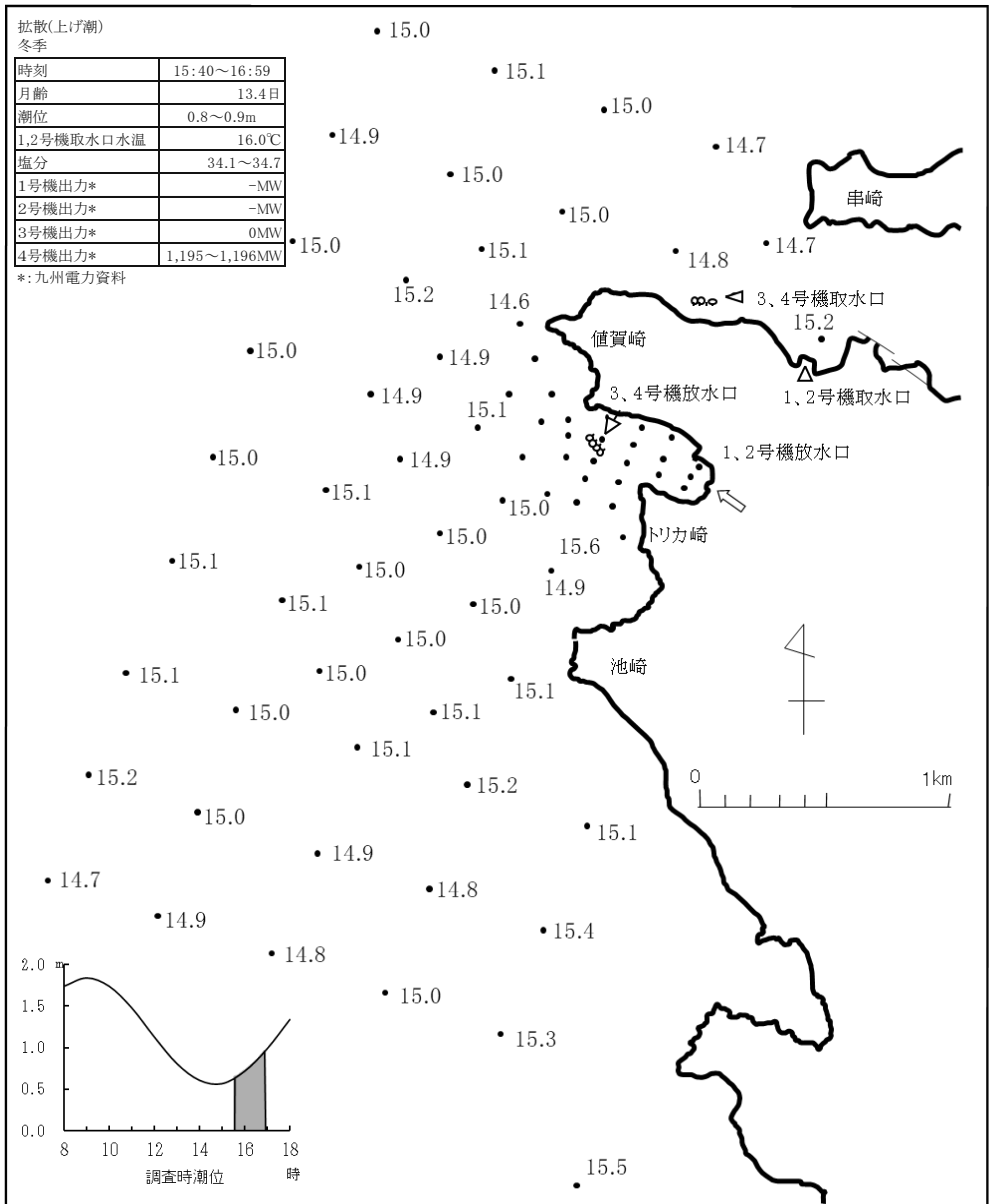 拡散(上げ潮)
冬季
時刻 15:40～16:59
月齢 13.4日
潮位 0.8～0.9m
1,2号機取水口水温 16.0℃
塩分 34.1～34.7
1号機出力* -MW
2号機出力* -MW
3号機出力* 0MW
4号機出力* 1,195～1,196MW
*:九州電力資料
15.0
15.1
15.0
14.9
14.7
15.0
串崎
15.0
15.0
15.1
14.8
14.7
15.2
14.6
3、4号機取水口
値賀崎
15.2
15.0
14.9
14.9
15.1
3、4号機放水口
1、2号機取水口
15.0
14.9
1、2号機放水口
15.1
15.0
15.0
15.6
トリカ崎
15.1
15.0
14.9
15.1
15.0
15.0
池崎
15.1
15.0
15.1
15.0
15.1
15.1
15.2
15.2
0 1km
15.0
15.1
14.9
14.7
14.8
14.9
15.4
14.8
15.0
15.3
15.5
2.0 m
1.5
1.0
0.5
0.0
8 10 12 14 16 18
調査時潮位 時